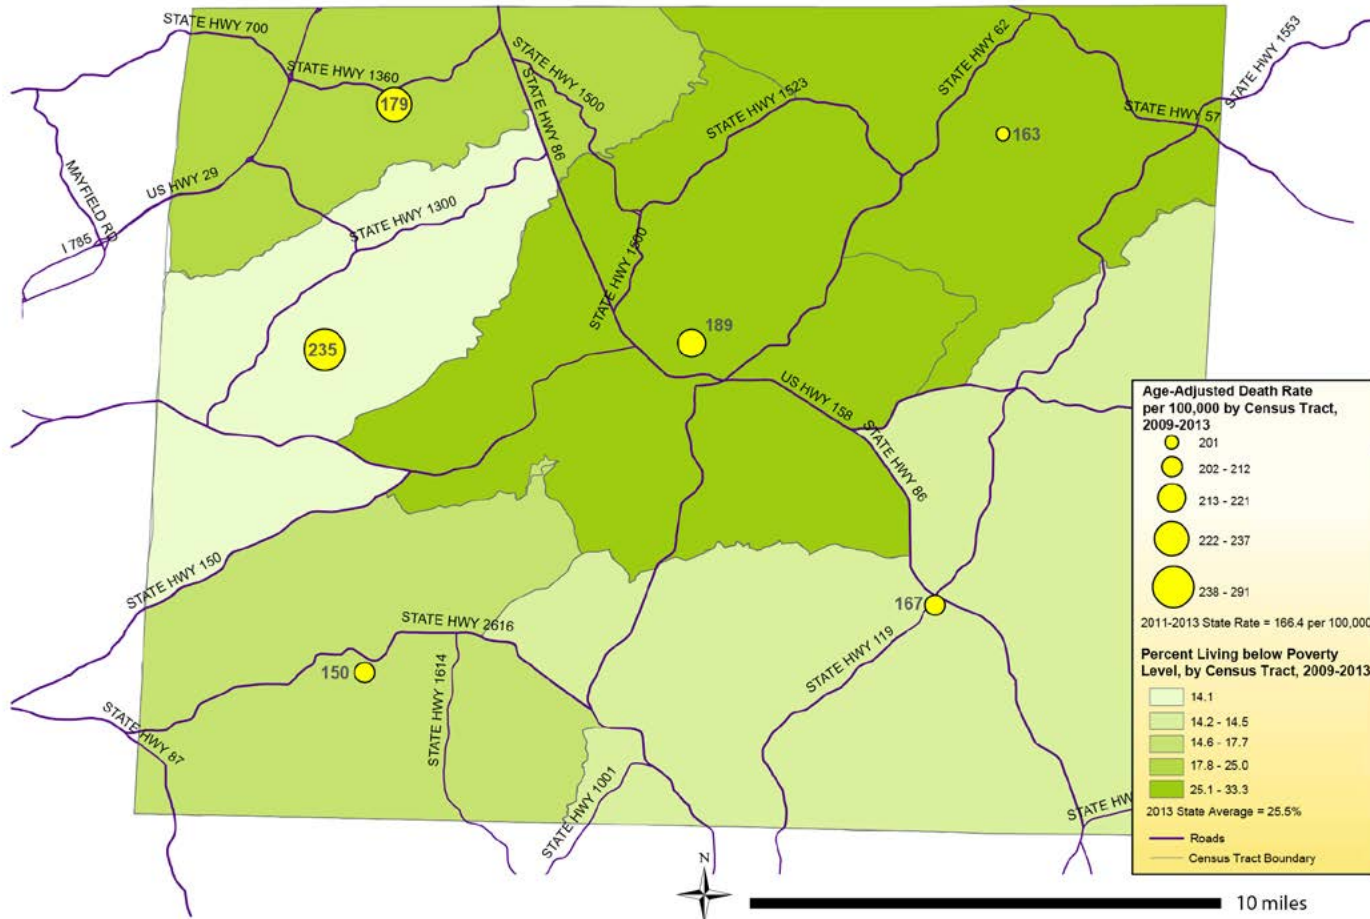 STATE HWY 700
STATE HWY 1360
179
STATE HWY 1500
STATE HWY 86
STATE HWY 1523
STATE HWY 62
STATE HWY 1553
STATE HWY 57
163
MAYFIELD RD
US HWY 29
I 785
STATE HWY 1300
STATE HWY 1500
235
189
US HWY 158
STATE HWY 86
STATE HWY 150
STATE HWY 2616
150
STATE HWY 1614
STATE HWY 87
STATE HWY 1001
167
STATE HWY 119
STATE HW
Age-Adjusted Death Rate
per 100,000 by Census Tract,
2009-2013
201
202 - 212
213 - 221
222 - 237
238 - 291
2011-2013 State Rate = 166.4 per 100,000
Percent Living below Poverty
Level, by Census Tract, 2009-2013
14.1
14.2 - 14.5
14.6 - 17.7
17.8 - 25.0
25.1 - 33.3
2013 State Average = 25.5%
Roads
Census Tract Boundary
N
10 miles